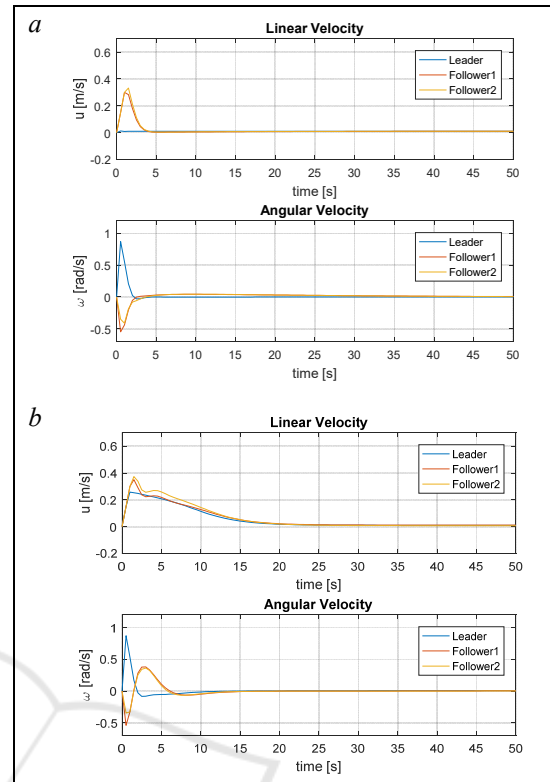 a
Linear Velocity
u [m/s]
0.6
0.4
0.2
0
-0.2
Leader
Follower1
Follower2
0 5 10 15 20 25 30 35 40 45 50
time [s]
Angular Velocity
ω [rad/s]
1
0.5
0
-0.5
Leader
Follower1
Follower2
0 5 10 15 20 25 30 35 40 45 50
time [s]
b
Linear Velocity
u [m/s]
0.6
0.4
0.2
0
-0.2
Leader
Follower1
Follower2
0 5 10 15 20 25 30 35 40 45 50
time [s]
Angular Velocity
ω [rad/s]
1
0.5
0
-0.5
Leader
Follower1
Follower2
0 5 10 15 20 25 30 35 40 45 50
time [s]